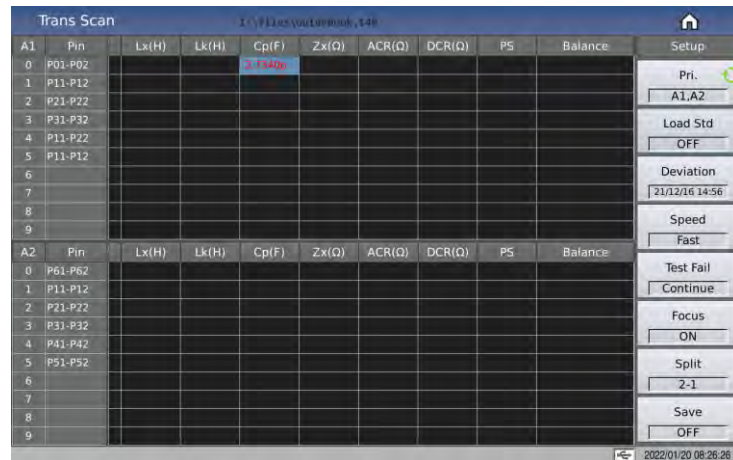 Trans Scan
A1 Pin Lx(H) Lk(H) Cp(F) Zx(Ω) ACR(Ω) DCR(Ω) PS Balance Setup
0 P01-P02
1 P11-P12
2 P21-P22
3 P31-P32
4 P11-P22
5 P11-P12
6
7
8
9
A2 Pin Lx(H) Lk(H) Cp(F) Zx(Ω) ACR(Ω) DCR(Ω) PS Balance
0 P61-P62
1 P11-P12
2 P21-P22
3 P31-P32
4 P41-P42
5 P51-P52
6
7
8
9
Pri.
A1,A2
Load Std
OFF
Deviation
21/12/16 14:56
Speed
Fast
Test Fail
Continue
Focus
ON
Split
2-1
Save
OFF
2022/01/20 08:26:26